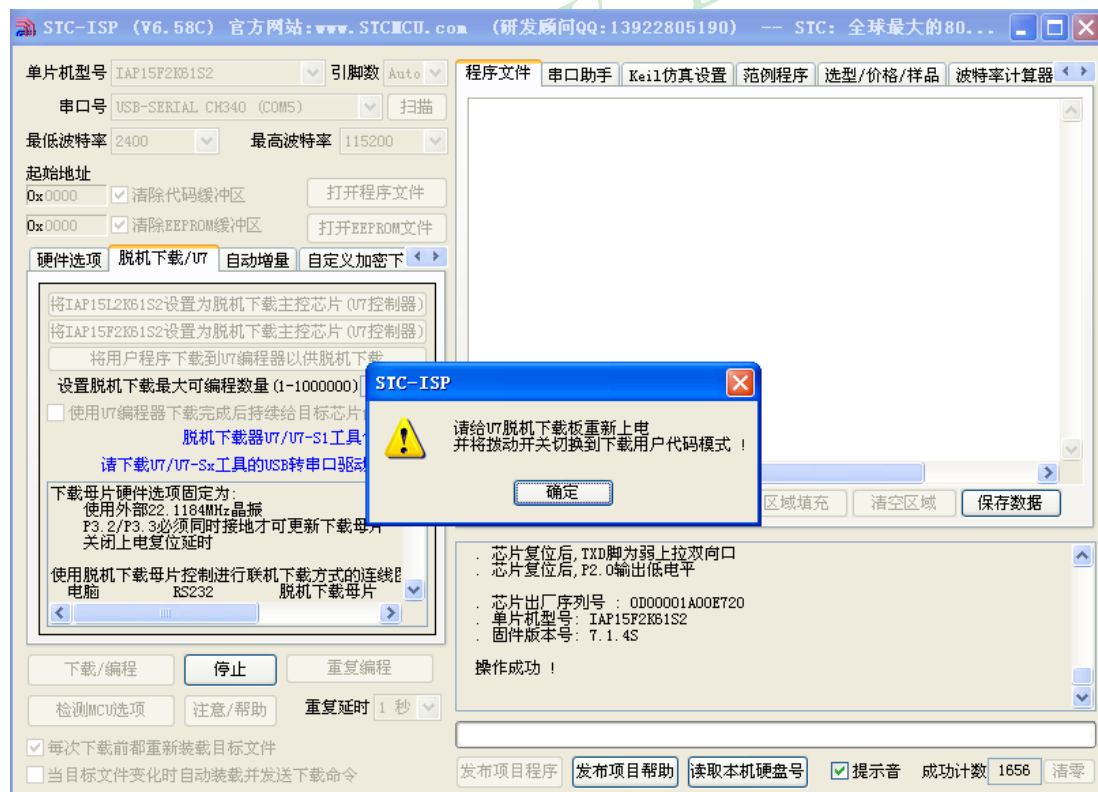 STC-ISP (V6.58C) 官方网站:www.STCMCU.com (研发顾问QQ:13922805190) -- STC: 全球最大的80...
单片机型号 IAP15F2K61S2 引脚数 Auto
串口号 USB-SERIAL CH340 (COM5) 扫描
最低波特率 2400 最高波特率 115200
起始地址
0x0000 清除代码缓冲区 打开程序文件
0x0000 清除EEPROM缓冲区 打开EEPROM文件
硬件选项 脱机下载/U7 自动增量 自定义加密下
将IAP15L2K61S2设置为脱机下载主控芯片(U7控制器)
将IAP15F2K61S2设置为脱机下载主控芯片(U7控制器)
将用户程序下载到U7编程器以供脱机下载
设置脱机下载最大可编程数量(1-1000000)
使用U7编程器下载完成后持续给目标芯片
脱机下载器U7/U7-S1工具
请下载U7/U7-Sx工具的USB转串口驱动
下载母片硬件选项固定为:
使用外部22.1184MHz晶振
P3.2/P3.3必须同时接地才可更新下载母片
关闭上电复位延时
使用脱机下载母片控制进行联机下载方式的连线
电脑 RS232 脱机下载母片
下载/编程 停止 重复编程
检测MCU选项 注意/帮助 重复延时 1 秒
每次下载前都重新装载目标文件
当目标文件变化时自动装载并发送下载命令
程序文件 串口助手 Keil仿真设置 范例程序 选型/价格/样品 波特率计算器
STC-ISP
请给U7脱机下载板重新上电
并将拨动开关切换到下载用户代码模式 !
确定
区域填充 清空区域 保存数据
. 芯片复位后,TXD脚为弱上拉双向口
. 芯片复位后,P2.0输出低电平
. 芯片出厂序列号 : 0D00001A00E720
. 单片机型号: IAP15F2K61S2
. 固件版本号: 7.1.4S
操作成功 !
发布项目程序 发布项目帮助 读取本机硬盘号 提示音 成功计数 1656 清零